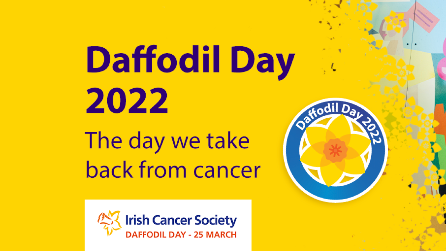 Daffodil Day
2022
The day we take
back from cancer
Daffodil Day 2022
Irish Cancer Society
DAFFODIL DAY - 25 MARCH